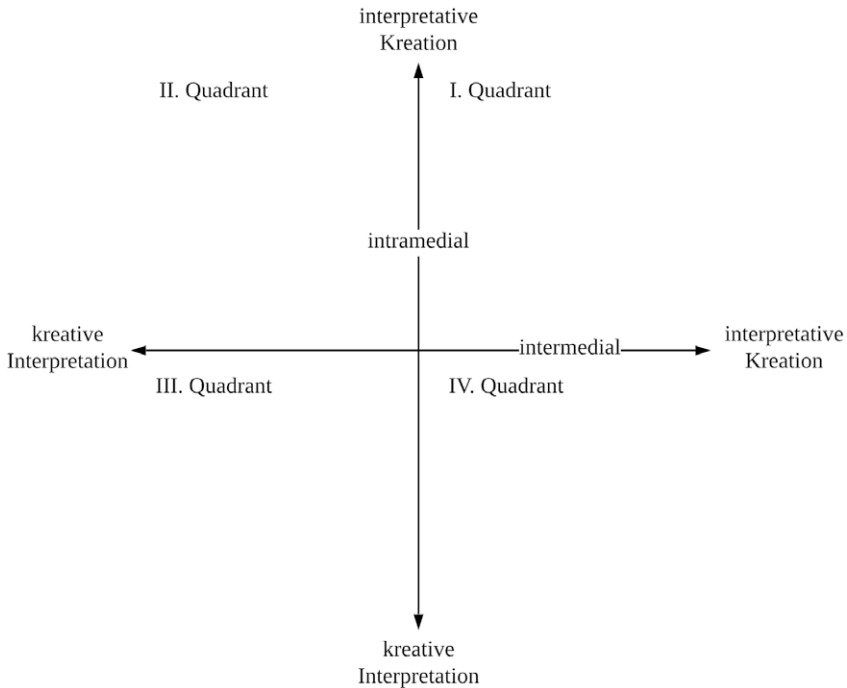 interpretative
Kreation
II. Quadrant
I. Quadrant
intramedial
kreative
Interpretation
intermedial
interpretative
Kreation
III. Quadrant
IV. Quadrant
kreative
Interpretation